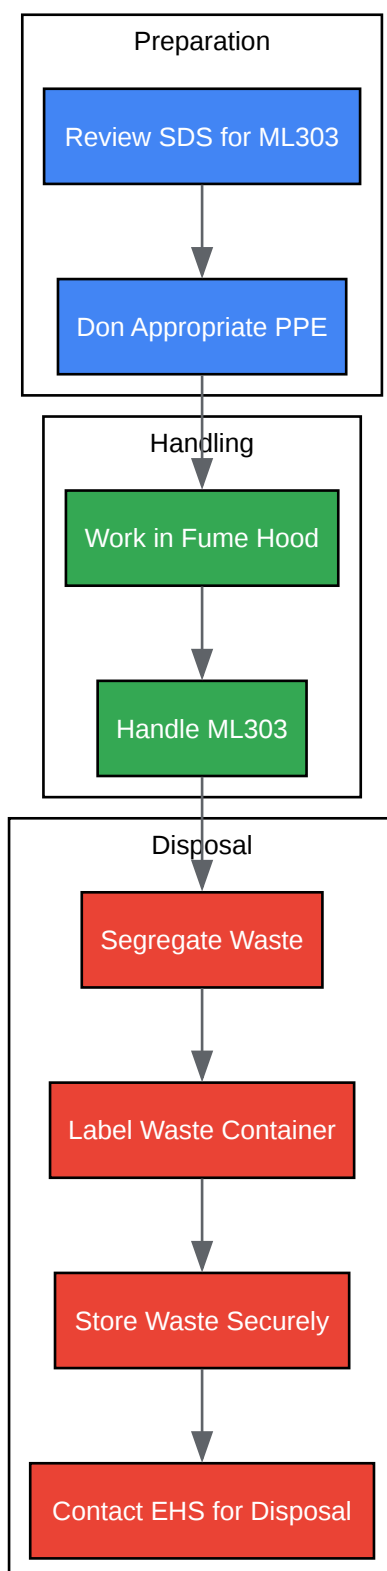 Preparation
Review SDS for ML303
Don Appropriate PPE
Handling
Work in Fume Hood
Handle ML303
Disposal
Segregate Waste
Label Waste Container
Store Waste Securely
Contact EHS for Disposal